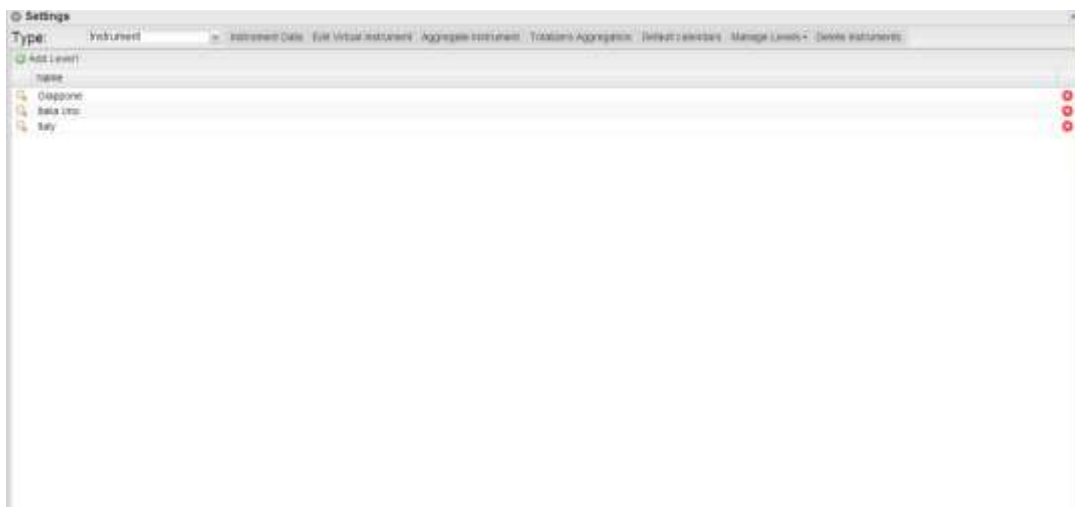 Settings
Type: Instrument Instrument Data Edit Virtual Instrument Aggregate Instrument Totalizers Aggregation Default calendars Manage Levels Delete Instruments
Add Level1
name
Giappone
Italia Uno
Italy